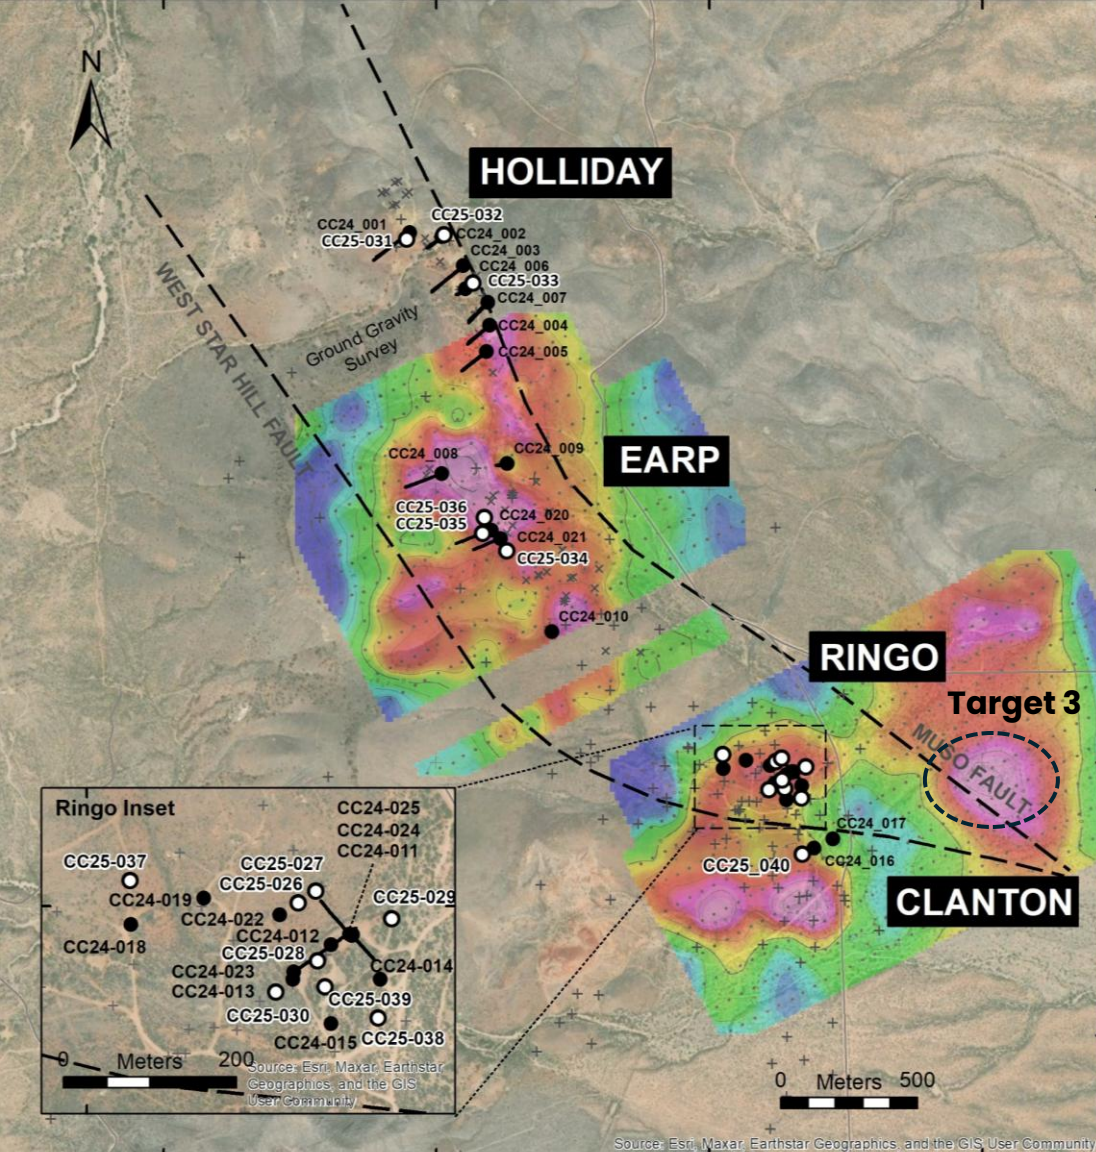 N
HOLLIDAY
CC25-032
CC24_001
CC25-031
CC24_002
CC24_003
CC24_006
CC25-033
CC24_007
CC24_004
CC24_005
WEST STAR HILL FAULT
Ground Gravity
Survey
EARP
CC24_009
CC24_008
CC25-036
CC24_020
CC25-035
CC24_021
CC25-034
CC24_010
RINGO
Target 3
MUSO FAULT
CC24_017
CC24_016
CC25_040
CLANTON
Ringo Inset
CC24-025
CC24-024
CC24-011
CC25-037
CC25-027
CC25-026
CC24-019
CC25-029
CC24-022
CC24-018
CC24-012
CC25-028
CC24-014
CC24-023
CC24-013
CC25-039
CC25-030
CC24-015
CC25-038
0 Meters 200
Source: Esri, Maxar, Earthstar
Geographics, and the GIS
User Community
0 Meters 500
Source: Esri, Maxar, Earthstar Geographics, and the GIS User Community